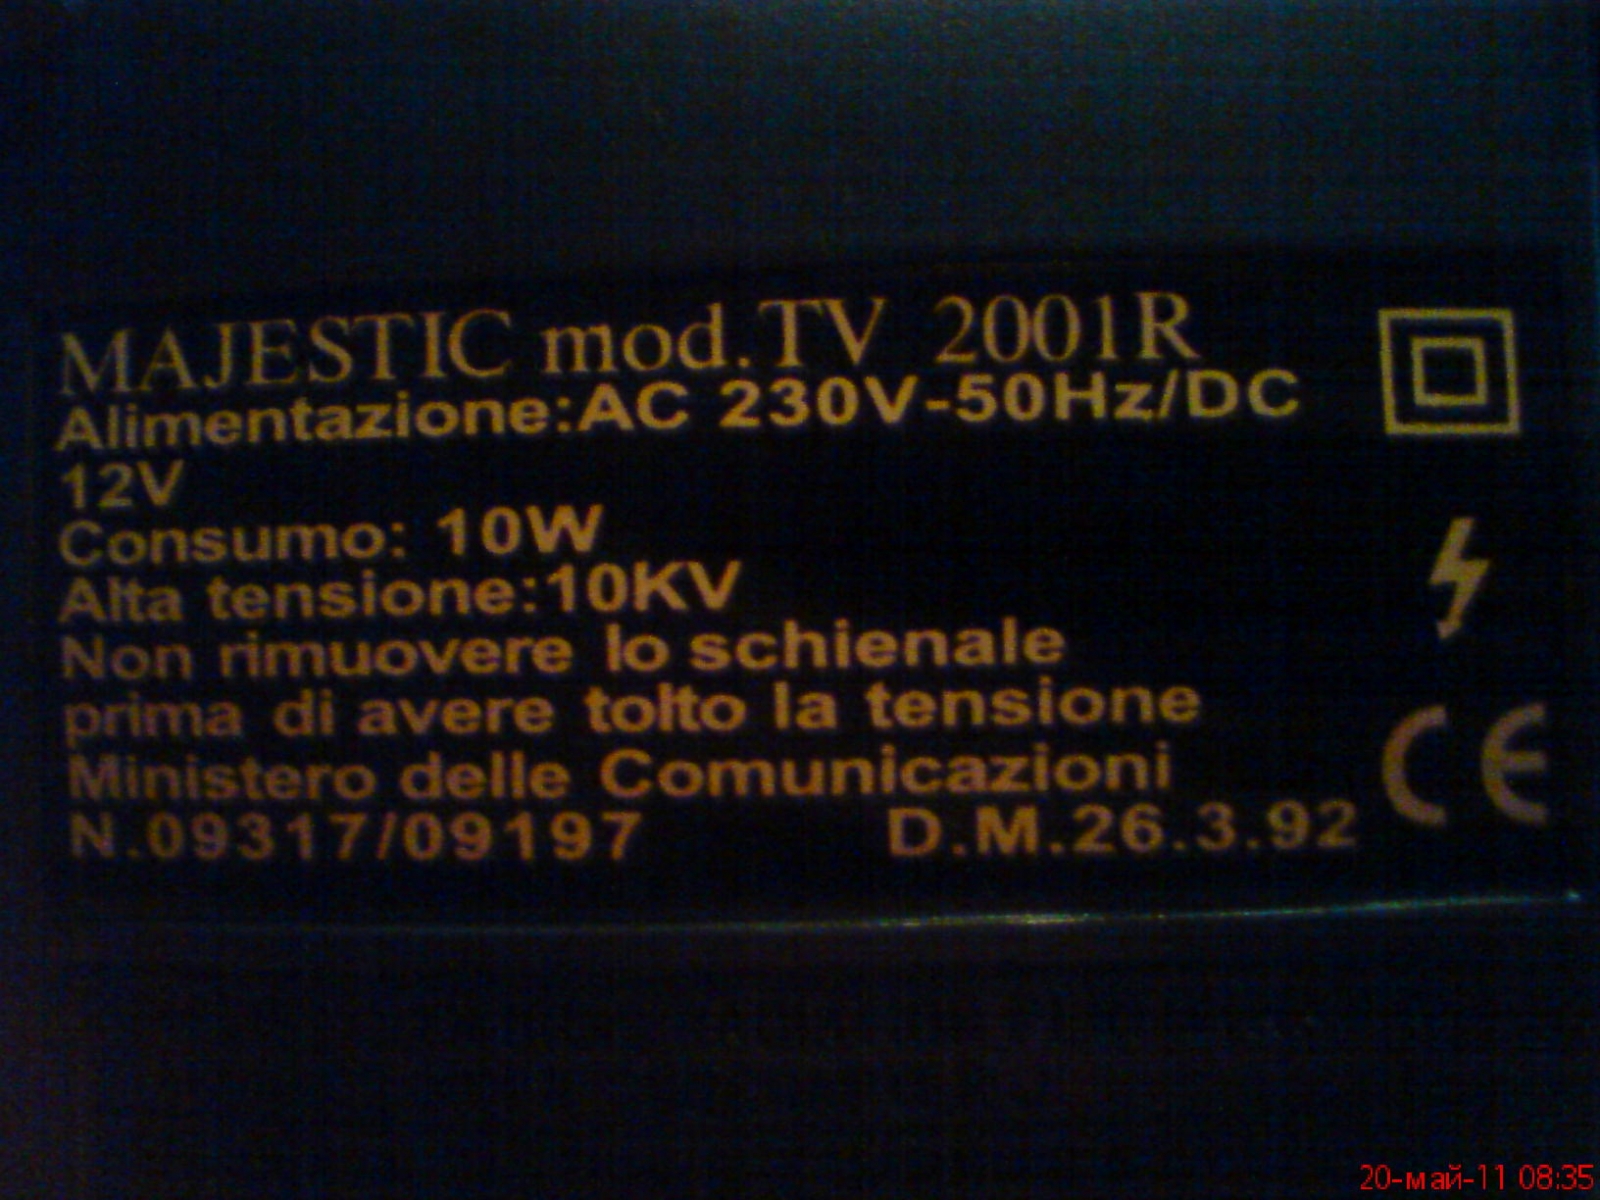 MAJESTIC mod.TV 2001R
Alimentazione:AC 230V-50Hz/DC
12V
Consumo: 10W
Alta tensione:10KV
Non rimuovere lo schienale
prima di avere tolto la tensione
Ministero delle Comunicazioni
N.09317/09197 D.M.26.3.92
CE
20-май-11 08:35